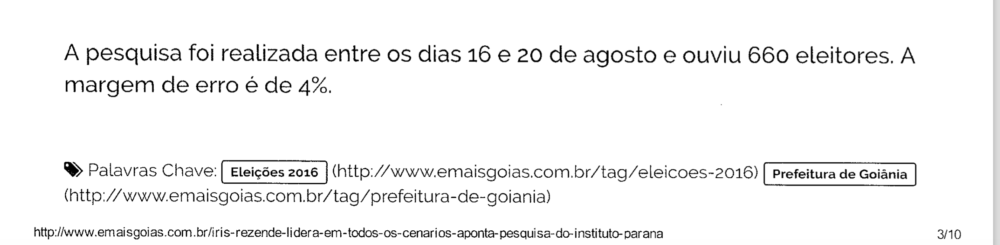 A pesquisa foi realizada entre os dias 16 e 20 de agosto e ouviu 660 eleitores. A
margem de erro é de 4%.
Palavras Chave: Eleições 2016 (http://www.emaisgoias.com.br/tag/eleicoes-2016) Prefeitura de Goiânia
(http://www.emaisgoias.com.br/tag/prefeitura-de-goiania)
http://www.emaisgoias.com.br/iris-rezende-lidera-em-todos-os-cenarios-aponta-pesquisa-do-instituto-parana 3/10